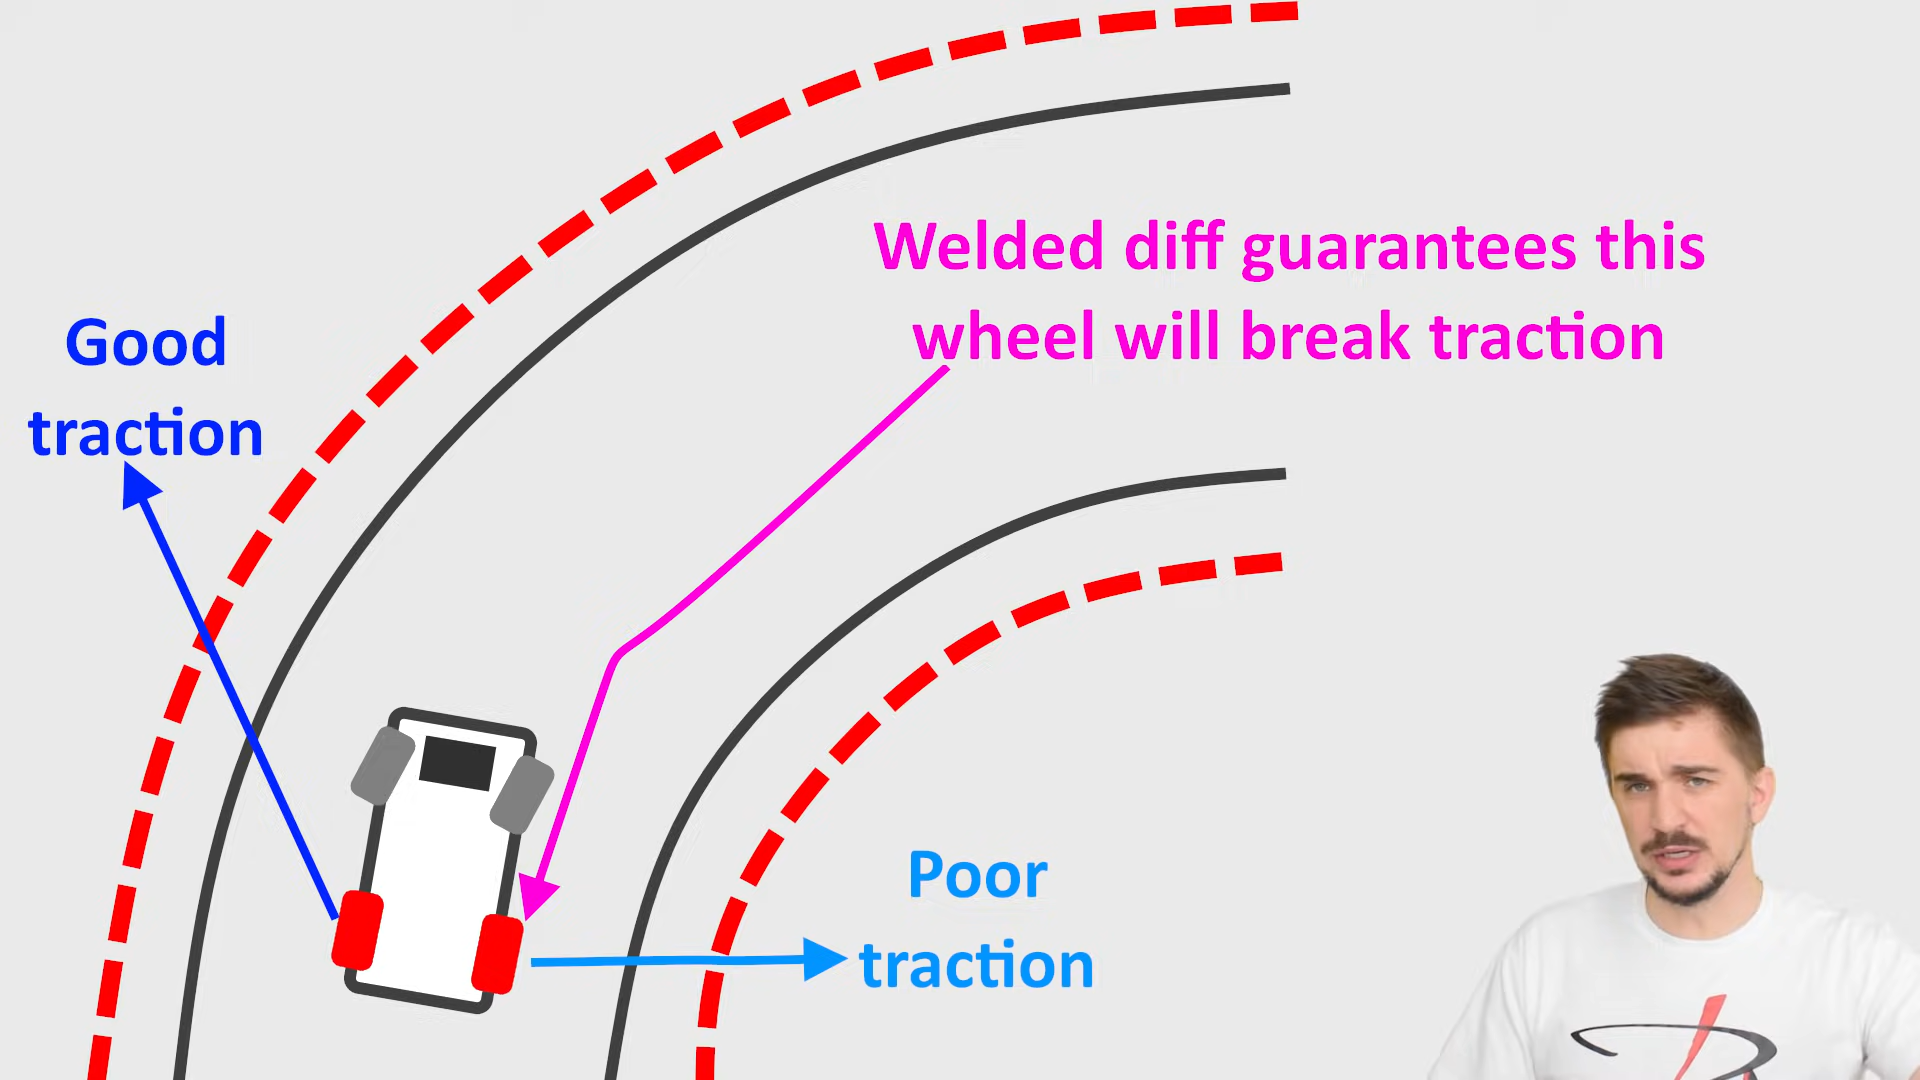 Welded diff guarantees this
wheel will break traction
Good
traction
Poor
traction